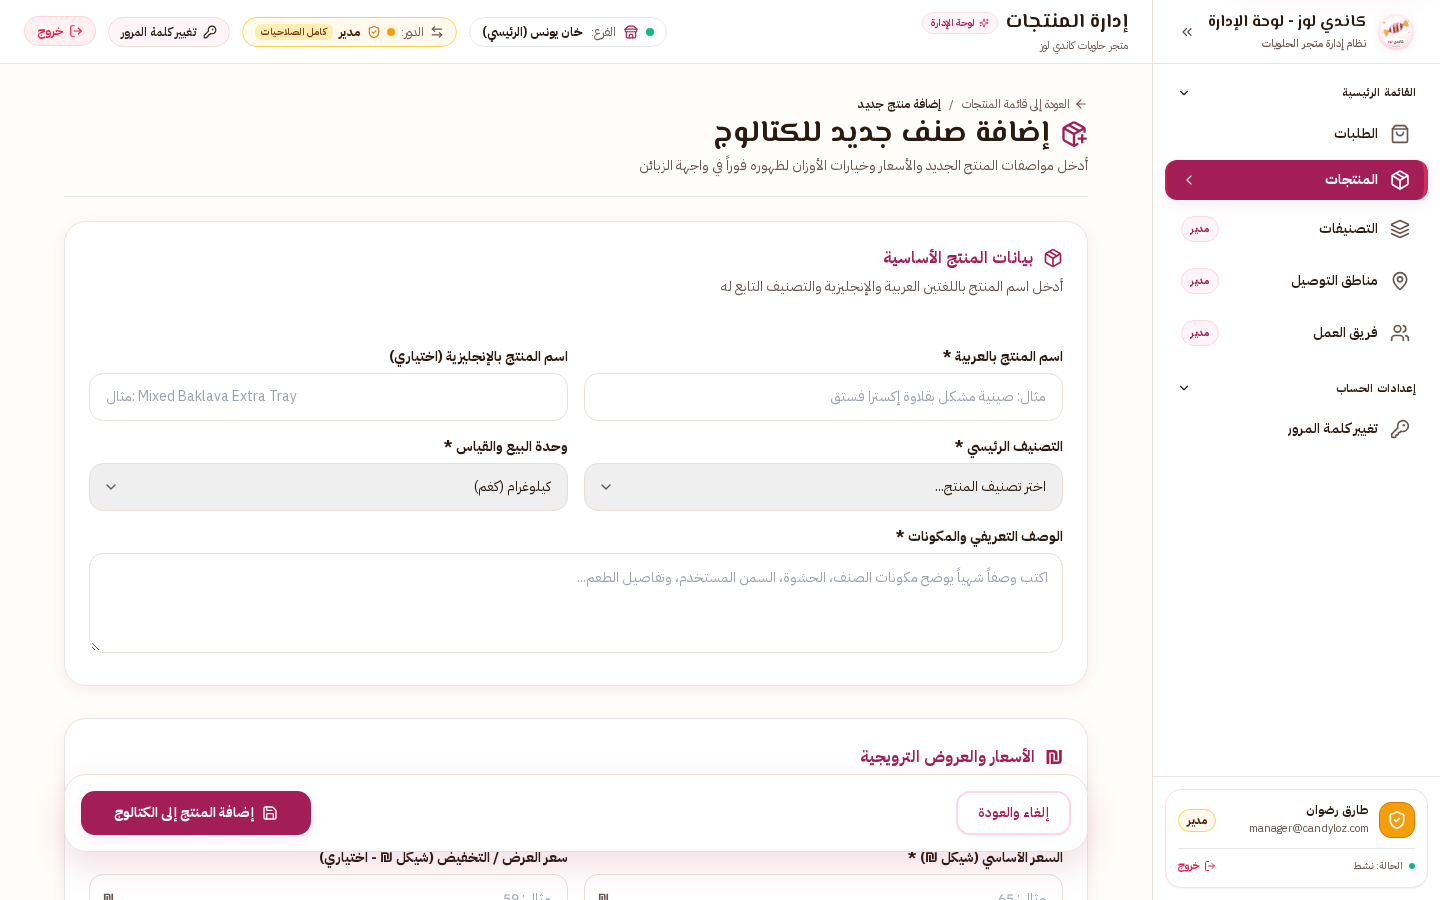 كاندي لوز - لوحة الإدارة
نظام إدارة متجر الحلويات
القائمة الرئيسية
الطلبات
المنتجات
التصنيفات
مدير
مناطق التوصيل
مدير
فريق العمل
مدير
إعدادات الحساب
تغيير كلمة المرور
طارق رضوان
manager@candyloz.com
مدير
الحالة: نشط
خروج
إدارة المنتجات
لوحة الإدارة
متجر حلويات كاندي لوز
الفرع: خان يونس (الرئيسي)
الدور: مدير كامل الصلاحيات
تغيير كلمة المرور
خروج
العودة إلى قائمة المنتجات / إضافة منتج جديد
إضافة صنف جديد للكتالوج
أدخل مواصفات المنتج الجديد والأسعار وخيارات الأوزان لظهوره فوراً في واجهة الزبائن
بيانات المنتج الأساسية
أدخل اسم المنتج باللغتين العربية والإنجليزية والتصنيف التابع له
اسم المنتج بالعربية *
مثال: صينية مشكل بقلاوة إكسترا فستق
اسم المنتج بالإنجليزية (اختياري)
مثال: Mixed Baklava Extra Tray
التصنيف الرئيسي *
اختر تصنيف المنتج...
وحدة البيع والقياس *
كيلوغرام (كغم)
الوصف التعريفي والمكونات *
اكتب وصفاً شهياً يوضح مكونات الصنف، الحشوة، السمن المستخدم، وتفاصيل الطعم...
₪ الأسعار والعروض الترويجية
إلغاء والعودة
إضافة المنتج إلى الكتالوج
السعر الأساسي (شيكل ₪) *
مثال: 65
₪
سعر العرض / التخفيض (شيكل ₪ - اختياري)
مثال: 59
₪